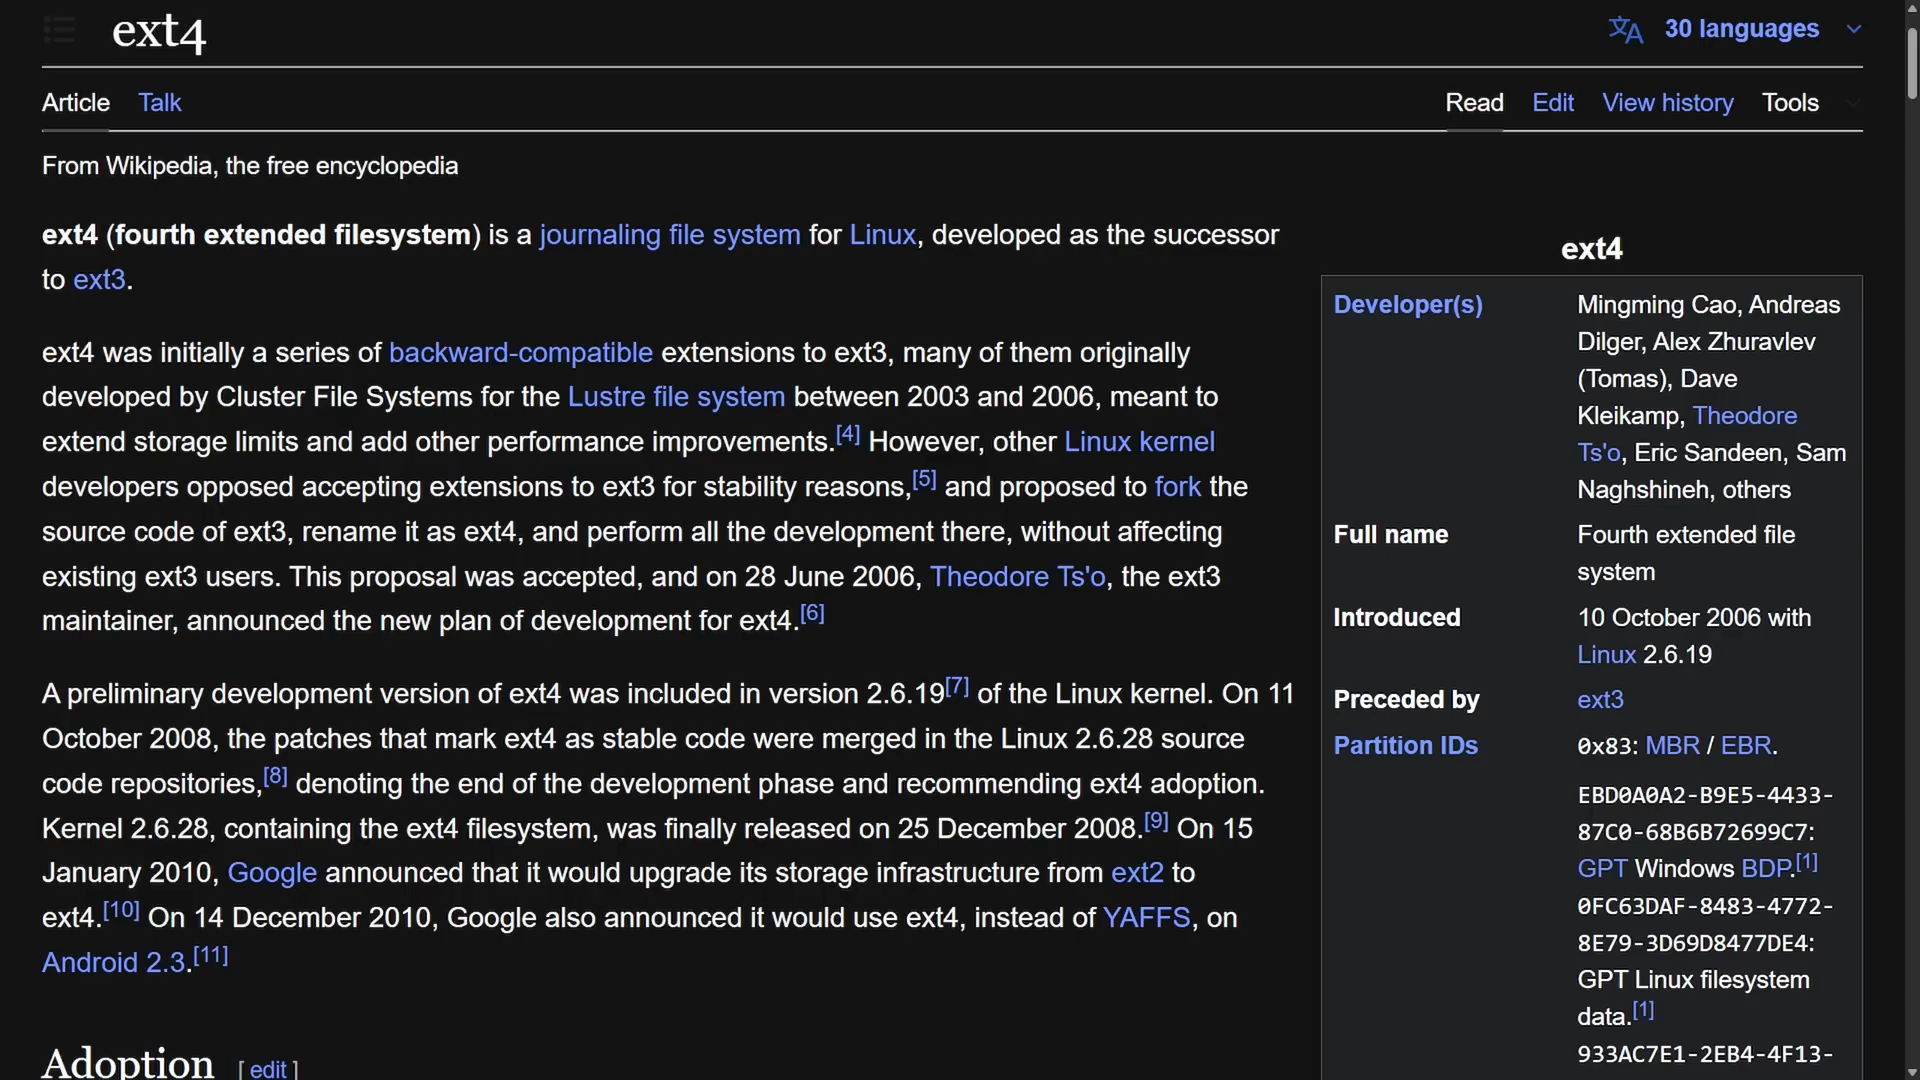 ext4
30 languages
Article Talk
Read Edit View history Tools
From Wikipedia, the free encyclopedia
ext4 (fourth extended filesystem) is a journaling file system for Linux, developed as the successor
to ext3.
ext4 was initially a series of backward-compatible extensions to ext3, many of them originally
developed by Cluster File Systems for the Lustre file system between 2003 and 2006, meant to
extend storage limits and add other performance improvements.[4] However, other Linux kernel
developers opposed accepting extensions to ext3 for stability reasons,[5] and proposed to fork the
source code of ext3, rename it as ext4, and perform all the development there, without affecting
existing ext3 users. This proposal was accepted, and on 28 June 2006, Theodore Ts'o, the ext3
maintainer, announced the new plan of development for ext4.[6]
A preliminary development version of ext4 was included in version 2.6.19[7] of the Linux kernel. On 11
October 2008, the patches that mark ext4 as stable code were merged in the Linux 2.6.28 source
code repositories,[8] denoting the end of the development phase and recommending ext4 adoption.
Kernel 2.6.28, containing the ext4 filesystem, was finally released on 25 December 2008.[9] On 15
January 2010, Google announced that it would upgrade its storage infrastructure from ext2 to
ext4.[10] On 14 December 2010, Google also announced it would use ext4, instead of YAFFS, on
Android 2.3.[11]
Adoption [ edit ]
ext4
Developer(s) Mingming Cao, Andreas
Dilger, Alex Zhuravlev
(Tomas), Dave
Kleikamp, Theodore
Ts'o, Eric Sandeen, Sam
Naghshineh, others
Full name Fourth extended file
system
Introduced 10 October 2006 with
Linux 2.6.19
Preceded by ext3
Partition IDs 0x83: MBR / EBR.
EBD0A0A2-B9E5-4433-
87C0-68B6B72699C7:
GPT Windows BDP.[1]
0FC63DAF-8483-4772-
8E79-3D69D8477DE4:
GPT Linux filesystem
data.[1]
933AC7E1-2EB4-4F13-